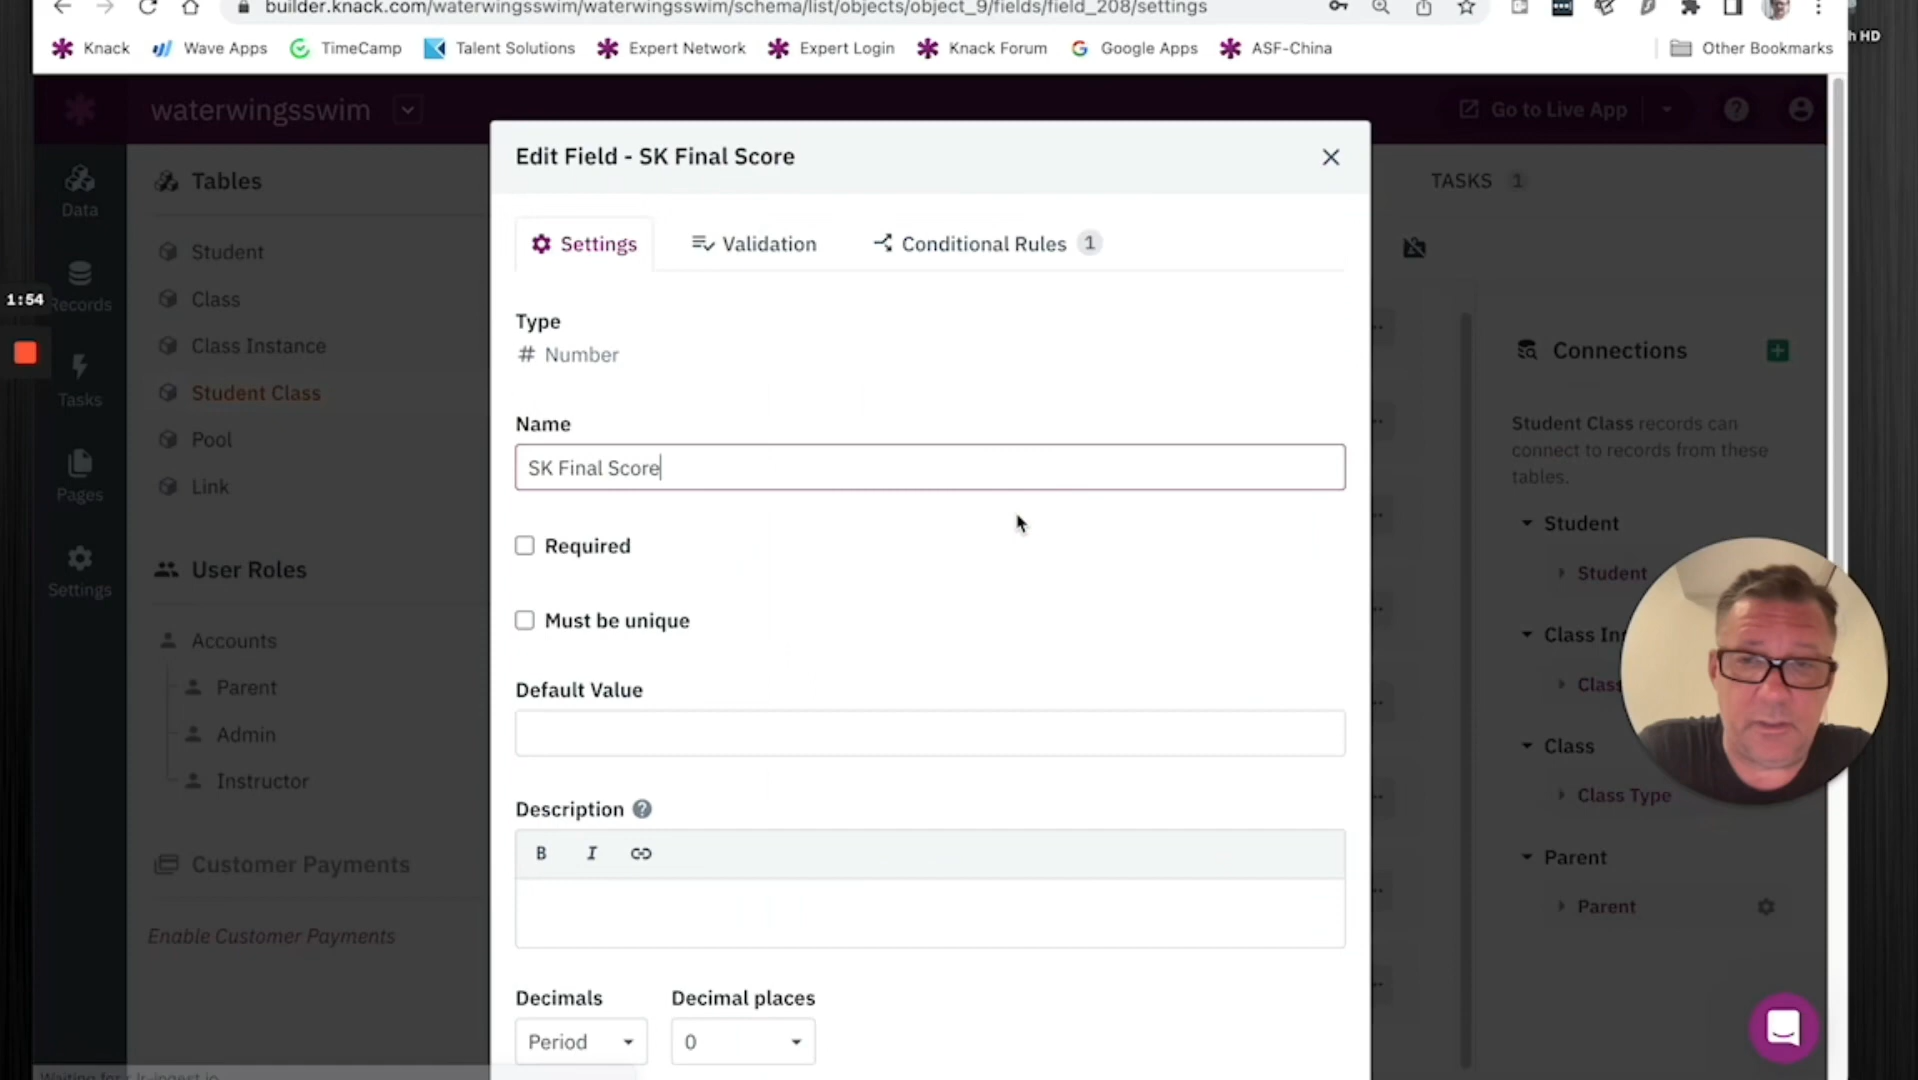 builder.knack.com/waterwingsswim/waterwingsswim/schema/list/objects/object_9/fields/field_208/settings
Knack Wave Apps TimeCamp Talent Solutions Expert Network Expert Login Knack Forum Google Apps ASF-China Other Bookmarks
h HD
waterwingsswim
Go to Live App
Edit Field - SK Final Score
Data
Tables
TASKS 1
Student
Settings
Validation
Conditional Rules 1
1:54
Records
Class
Type
# Number
Class Instance
Connections
Tasks
Student Class
Name
SK Final Score
Student Class records can
connect to records from these
tables.
Pool
Pages
Link
Student
Required
Settings
User Roles
Student
Must be unique
Accounts
Class In
Parent
Default Value
Clas
Admin
Class
Instructor
Description
Class Type
B I
Customer Payments
Parent
Parent
Enable Customer Payments
Decimals
Decimal places
Period
0